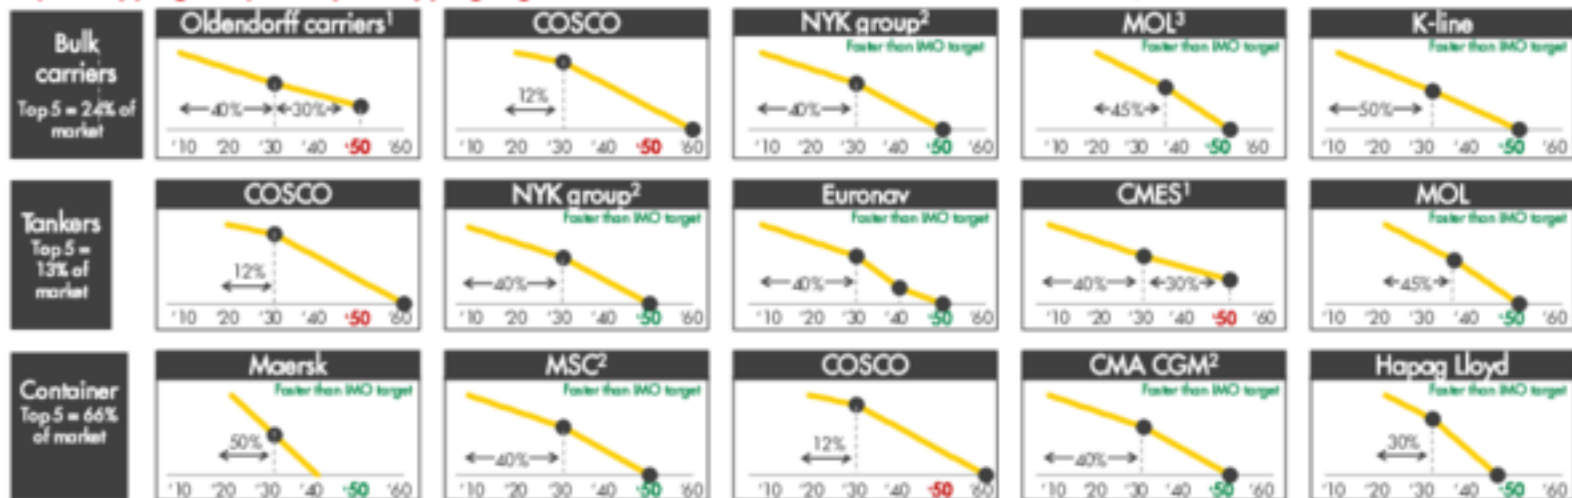 Bulk
carriers
Top 5 = 24% of
market
Oldendorff carriers¹
40% 30%
'10 '20 '30 '40 '50 '60
COSCO
12%
'10 '20 '30 '40 '50 '60
NYK group²
Faster than IMO target
40%
'10 '20 '30 '40 '50 '60
MOL³
Faster than IMO target
45%
'10 '20 '30 '40 '50 '60
K-line
Faster than IMO target
50%
'10 '20 '30 '40 '50 '60
Tankers
Top 5 =
13% of
market
COSCO
12%
'10 '20 '30 '40 '50 '60
NYK group²
Faster than IMO target
40%
'10 '20 '30 '40 '50 '60
Euronav
Faster than IMO target
40%
'10 '20 '30 '40 '50 '60
CMES¹
40% 30%
'10 '20 '30 '40 '50 '60
MOL
Faster than IMO target
45%
'10 '20 '30 '40 '50 '60
Container
Top 5 = 66%
of market
Maersk
Faster than IMO target
50%
'10 '20 '30 '40 '50 '60
MSC²
Faster than IMO target
40%
'10 '20 '30 '40 '50 '60
COSCO
12%
'10 '20 '30 '40 '50 '60
CMA CGM²
Faster than IMO target
40%
'10 '20 '30 '40 '50 '60
Hapag Lloyd
Faster than IMO target
30%
'10 '20 '30 '40 '50 '60